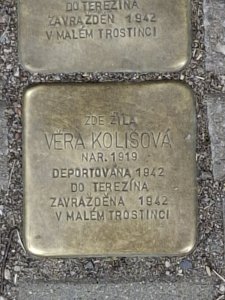 DO TEREZÍNA
ZAVRAŽDĚN 1942
V MALÉM TROSTINCI
ZDE ŽILA
VĚRA KOLISOVÁ
NAR. 1919
DEPORTOVÁNA 1942
DO TEREZÍNA
ZAVRAŽDĚNA 1942
V MALÉM TROSTINCI